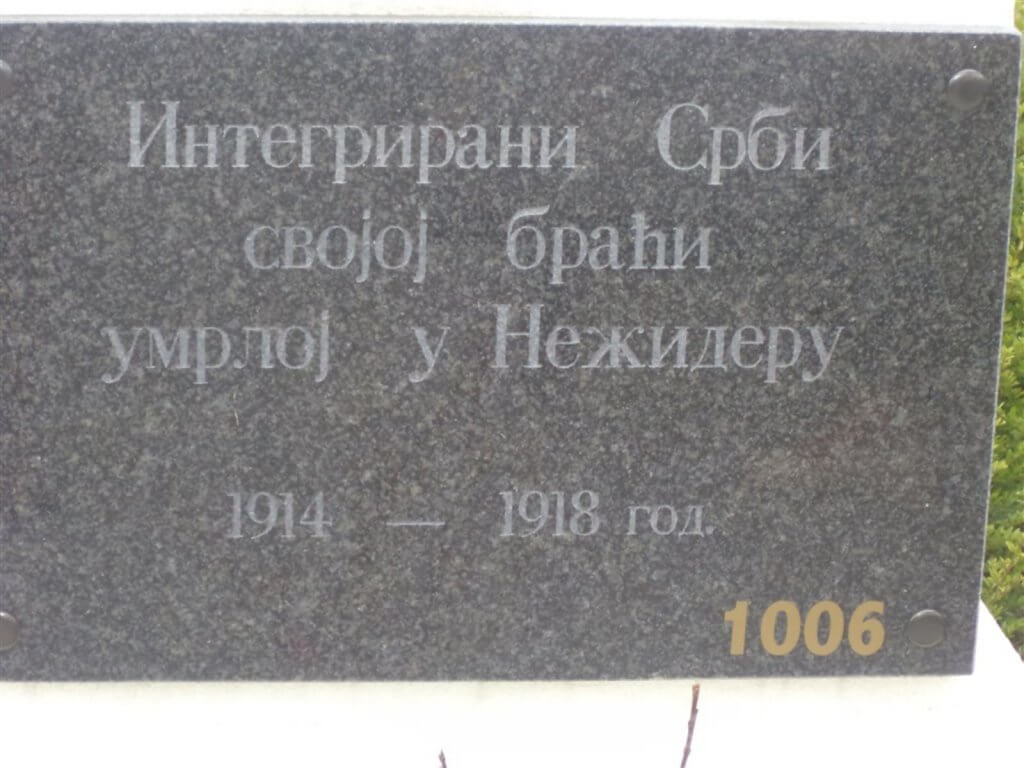 Интегрирани Срби
својој браћи
умрлој у Нежидеру
1914 — 1918 год.
1006